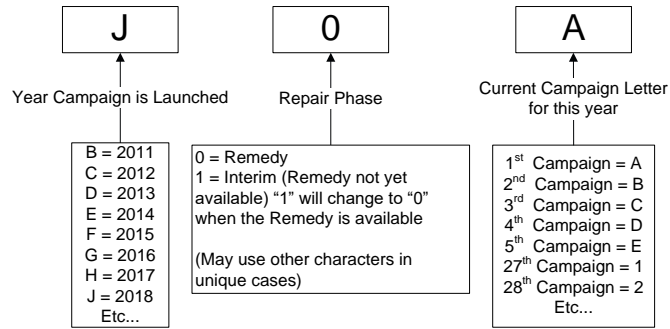 J 0 A
Year Campaign is Launched
Repair Phase
Current Campaign Letter
for this year
B = 2011
C = 2012
D = 2013
E = 2014
F = 2015
G = 2016
H = 2017
J = 2018
Etc...
0 = Remedy
1 = Interim (Remedy not yet
available) “1” will change to “0”
when the Remedy is available
(May use other characters in
unique cases)
1st Campaign = A
2nd Campaign = B
3rd Campaign = C
4th Campaign = D
5th Campaign = E
27th Campaign = 1
28th Campaign = 2
Etc...